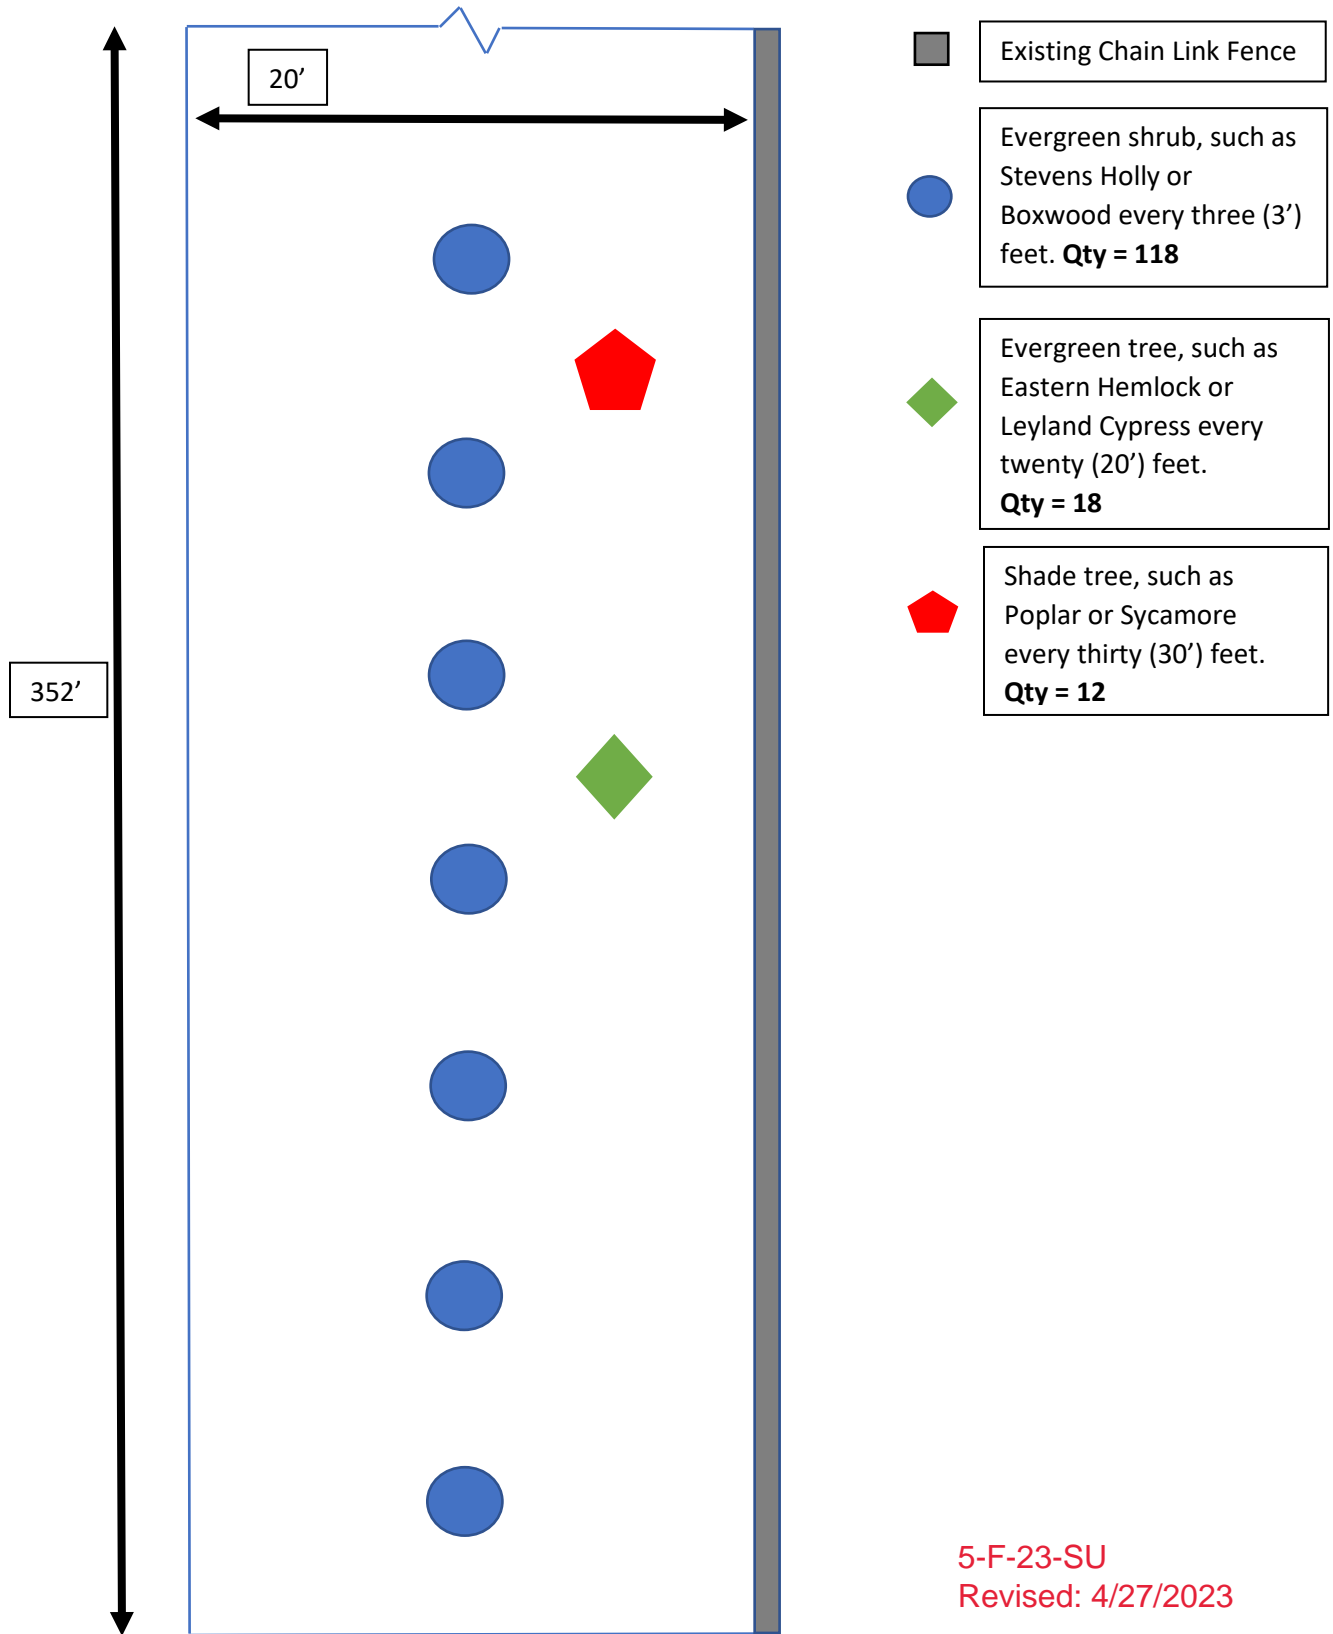 20’
352’
Existing Chain Link Fence
Evergreen shrub, such as
Stevens Holly or
Boxwood every three (3’)
feet. Qty = 118
Evergreen tree, such as
Eastern Hemlock or
Leyland Cypress every
twenty (20’) feet.
Qty = 18
Shade tree, such as
Poplar or Sycamore
every thirty (30’) feet.
Qty = 12
5-F-23-SU
Revised: 4/27/2023